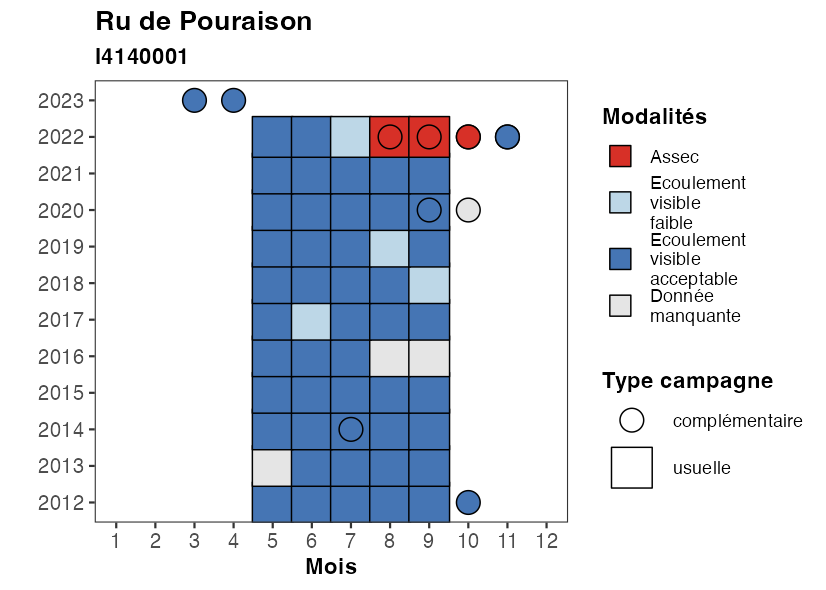 Ru de Pouraison
I4140001
2023
2022
2021
2020
2019
2018
2017
2016
2015
2014
2013
2012
1 2 3 4 5 6 7 8 9 10 11 12
Mois
Modalités
Assec
Ecoulement
visible
faible
Ecoulement
visible
acceptable
Donnée
manquante
Type campagne
complémentaire
usuelle